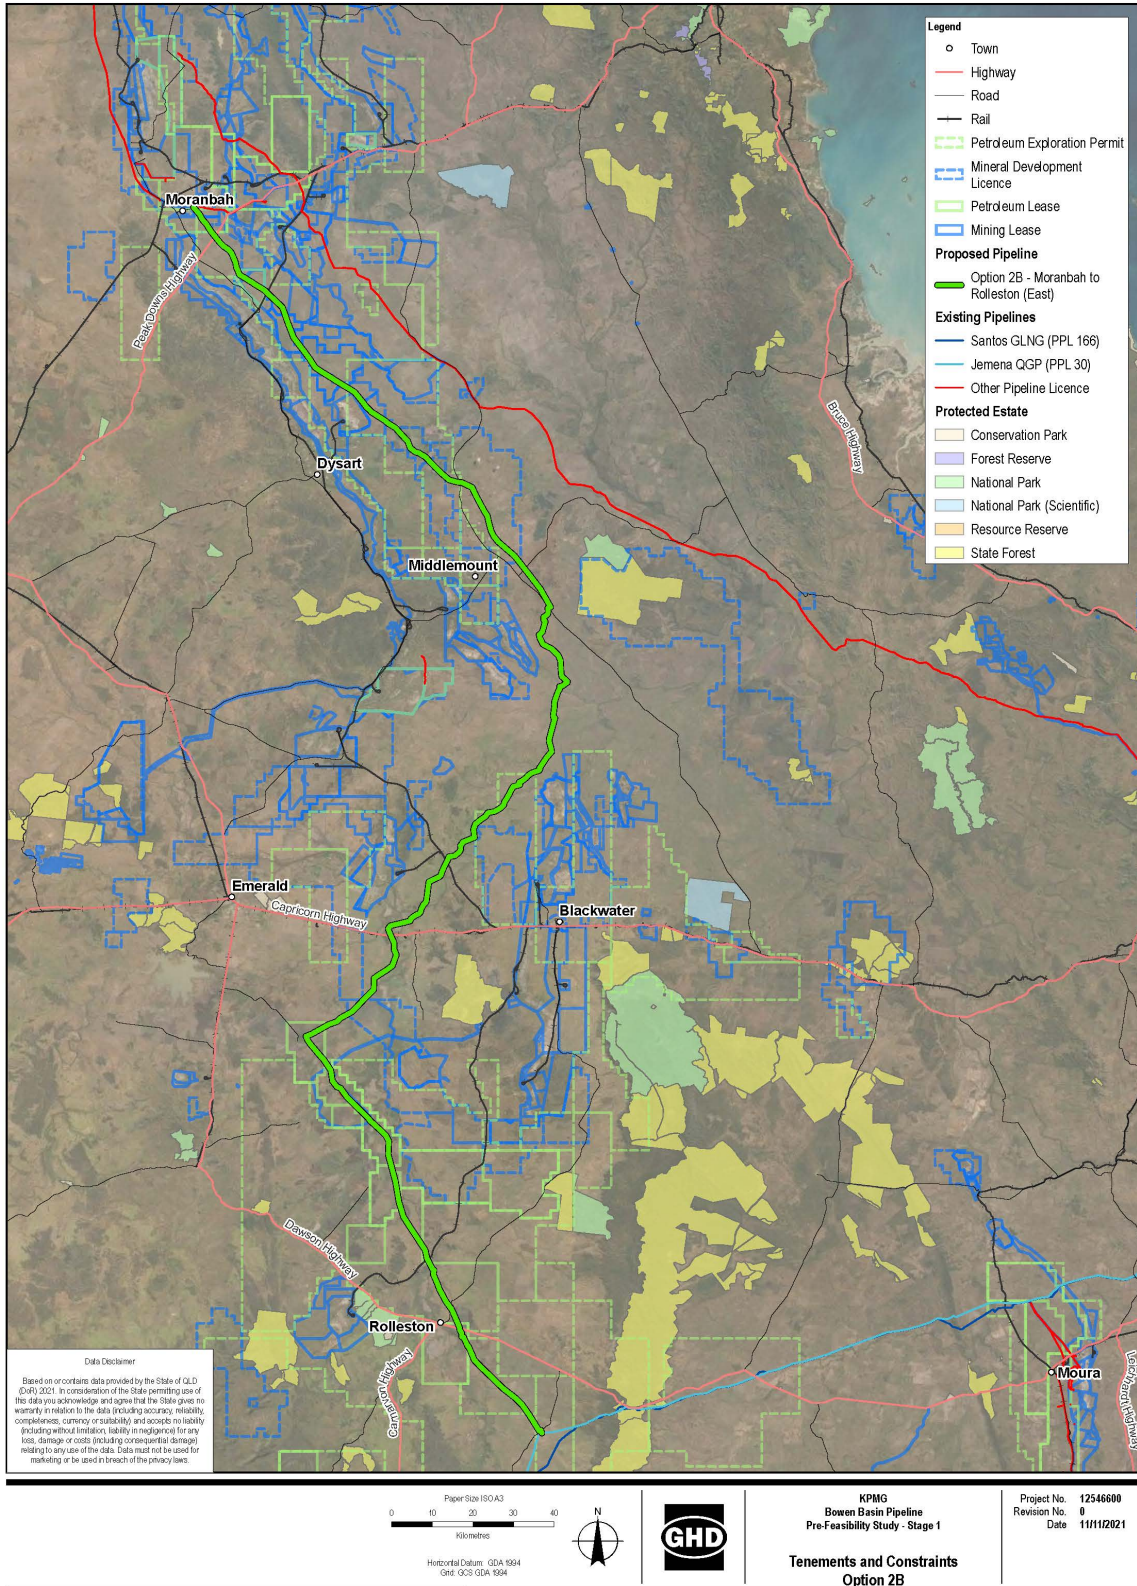 Legend
Town
Highway
Road
Rail
Petroleum Exploration Permit
Mineral Development
Licence
Petroleum Lease
Mining Lease
Proposed Pipeline
Option 2B - Moranbah to
Rolleston (East)
Existing Pipelines
Santos GLNG (PPL 166)
Jemena QGP (PPL 30)
Other Pipeline Licence
Protected Estate
Conservation Park
Forest Reserve
National Park
National Park (Scientific)
Resource Reserve
State Forest
Moranbah
Peak Downs Highway
Bruce Highway
Dysart
Middlemount
Emerald
Capricorn Highway
Blackwater
Dawson Highway
Rolleston
Carnarvon Highway
Moura
Leichhardt Highway
Data Disclaimer
Based on or contains data provided by the State of QLD
(DoR) 2021. In consideration of the State permitting use of
this data you acknowledge and agree that the State gives no
warranty in relation to the data (including accuracy, reliability,
completeness, currency or suitability) and accepts no liability
(including without limitation, liability in negligence) for any
loss, damage or costs (including consequential damage)
relating to any use of the data. Data must not be used for
marketing or be used in breach of the privacy laws.
Paper Size ISO A3
0 10 20 30 40
Kilometres
Horizontal Datum: GDA 1994
Grid: GCS GDA 1994
N
GHD
KPMG
Bowen Basin Pipeline
Pre-Feasibility Study - Stage 1
Tenements and Constraints
Option 2B
Project No. 12546600
Revision No. 0
Date 11/11/2021